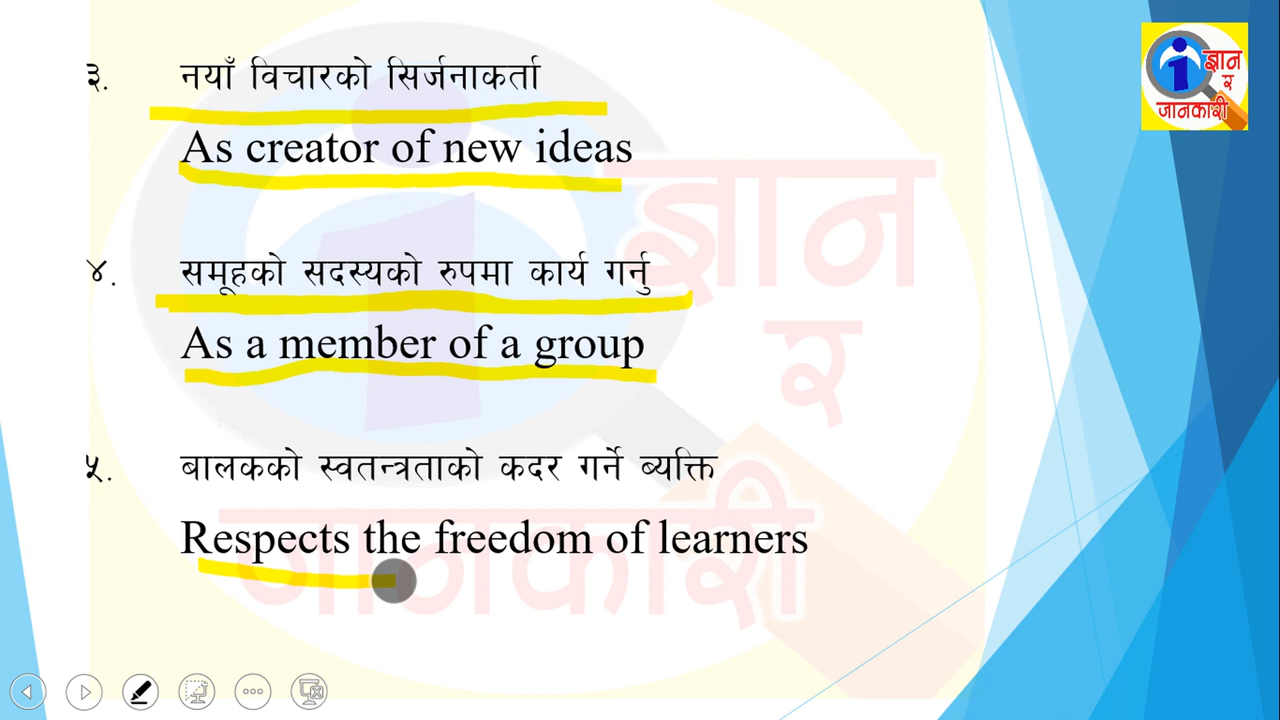 ३. नयाँ विचारको सिर्जनाकर्ता
As creator of new ideas
४. समूहको सदस्यको रुपमा कार्य गर्नु
As a member of a group
५. बालकको स्वतन्त्रताको कदर गर्ने ब्यक्ति
Respects the freedom of learners
ज्ञान
र
जानकारी
ज्ञान
र
जानकारी